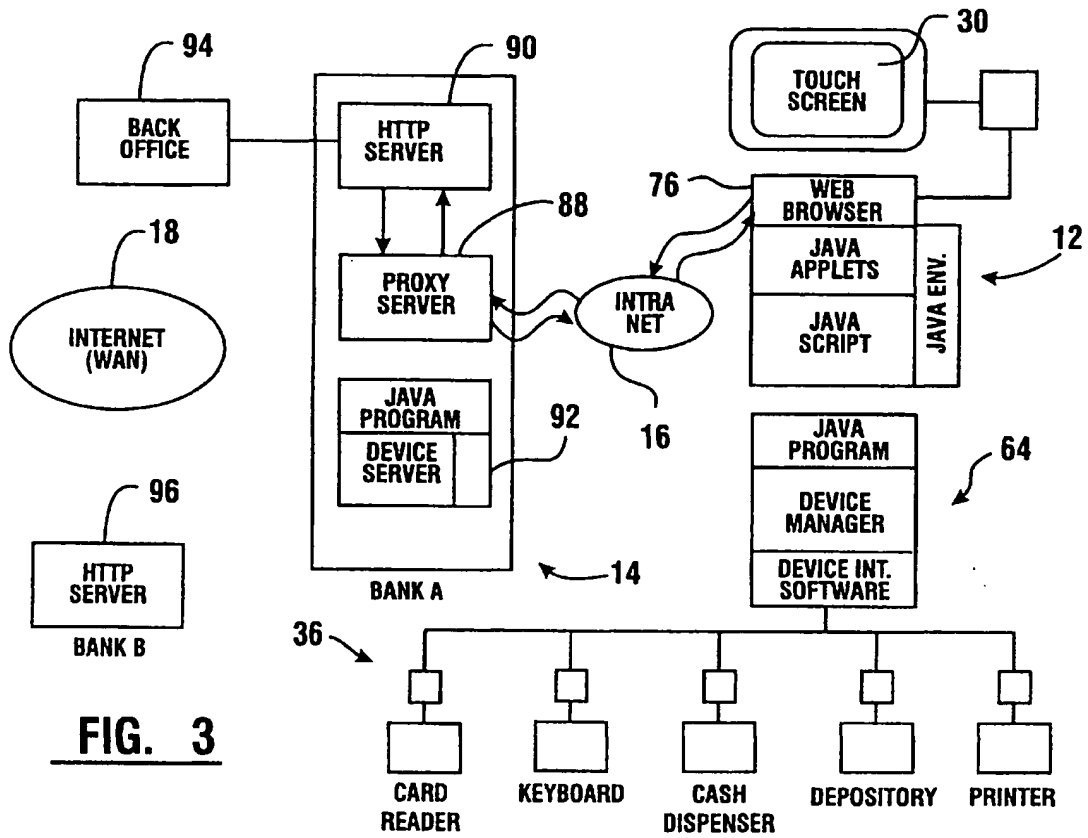 94
BACK
OFFICE
18
INTERNET
(WAN)
96
HTTP
SERVER
BANK B
90
HTTP
SERVER
88
PROXY
SERVER
JAVA
PROGRAM
DEVICE
SERVER
92
BANK A
14
INTRA
NET
16
30
TOUCH
SCREEN
76
WEB
BROWSER
JAVA
APPLETS
JAVA
SCRIPT
JAVA ENV.
12
JAVA
PROGRAM
DEVICE
MANAGER
DEVICE INT.
SOFTWARE
64
36
CARD
READER
KEYBOARD
CASH
DISPENSER
DEPOSITORY
PRINTER
FIG. 3